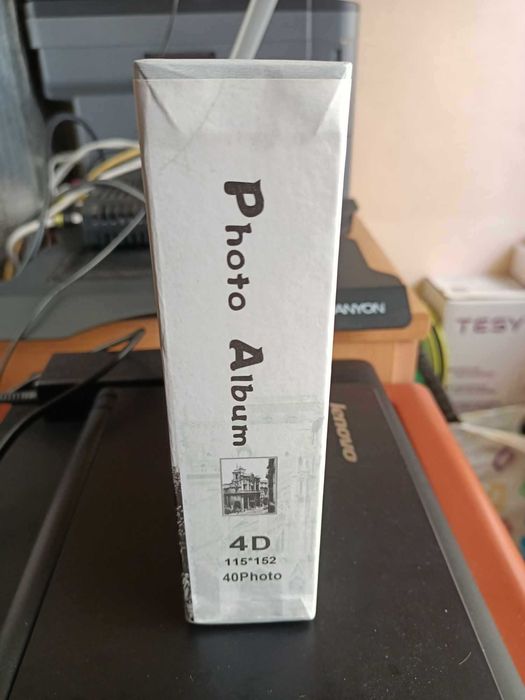 Photo Album
4D
115*152
40Photo
ANYON
TESY
lenovo